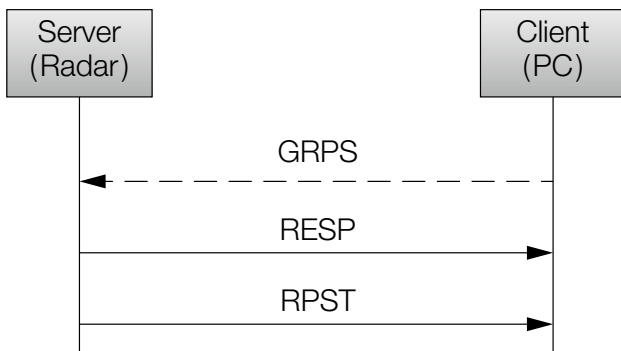 Server
(Radar)
Client
(PC)
GRPS
RESP
RPST